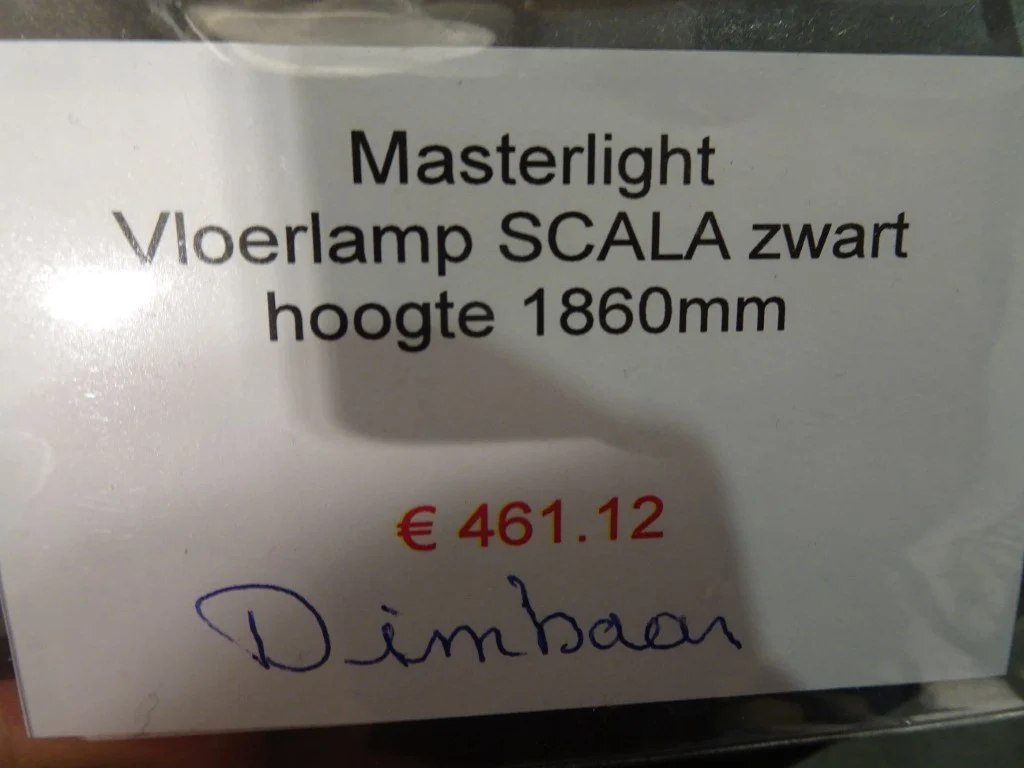 Masterlight
Vloerlamp SCALA zwart
hoogte 1860mm
€ 461.12
Dimbaar